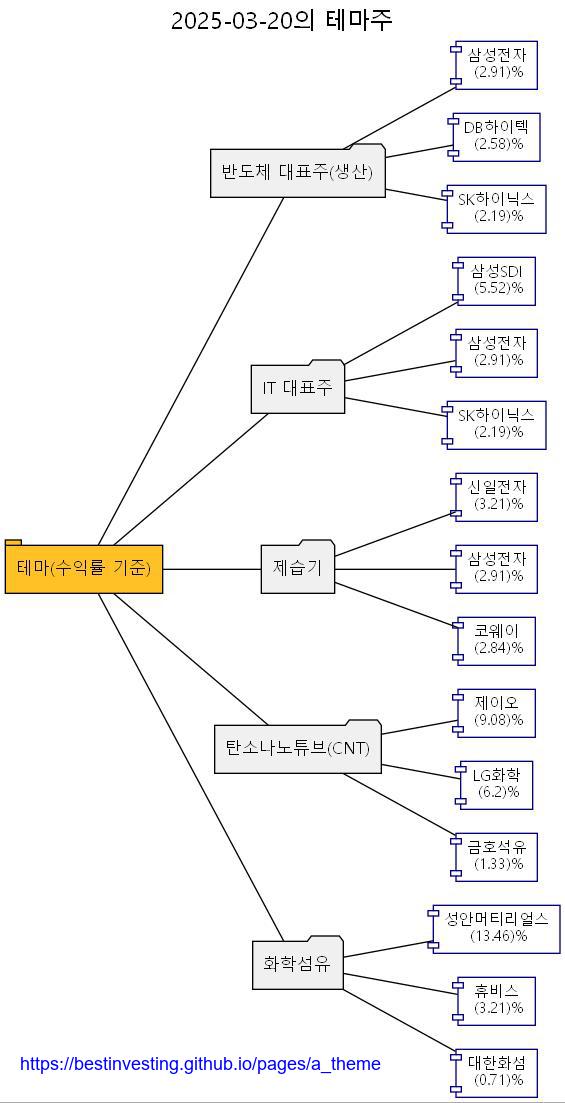 2025-03-20의 테마주
삼성전자
(2.91)%
DB하이텍
(2.58)%
반도체 대표주(생산)
SK하이닉스
(2.19)%
삼성SDI
(5.52)%
삼성전자
(2.91)%
IT 대표주
SK하이닉스
(2.19)%
신일전자
(3.21)%
테마(수익률 기준)
제습기
삼성전자
(2.91)%
코웨이
(2.84)%
제이오
(9.08)%
탄소나노튜브(CNT)
LG화학
(6.2)%
금호석유
(1.33)%
성안머티리얼스
(13.46)%
화학섬유
휴비스
(3.21)%
대한화섬
(0.71)%
https://bestinvesting.github.io/pages/a_theme